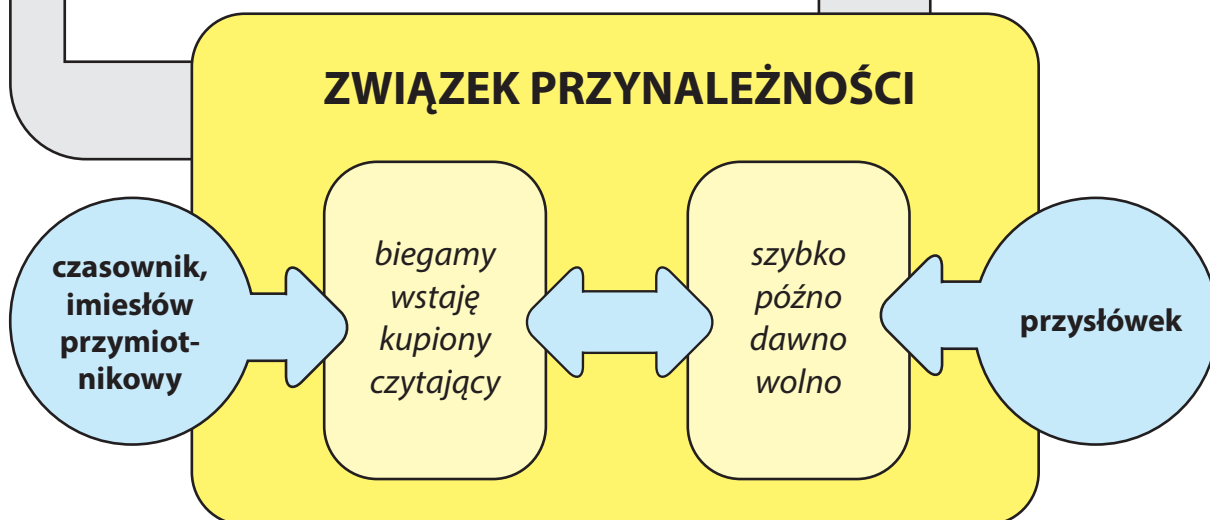 ZWIĄZEK PRZYNALEŻNOŚCI
czasownik,
imiesłów
przymiot-
nikowy
biegamy
wstaję
kupiony
czytający
szybko
późno
dawno
wolno
przysłówek